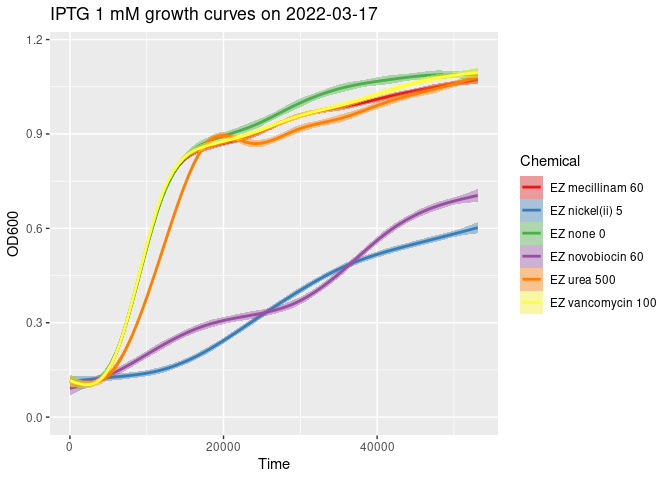 IPTG 1 mM growth curves on 2022-03-17
1.2
0.9
0.6
0.3
0.0
OD600
0
20000
40000
Time
Chemical
EZ mecillinam 60
EZ nickel(ii) 5
EZ none 0
EZ novobiocin 60
EZ urea 500
EZ vancomycin 100